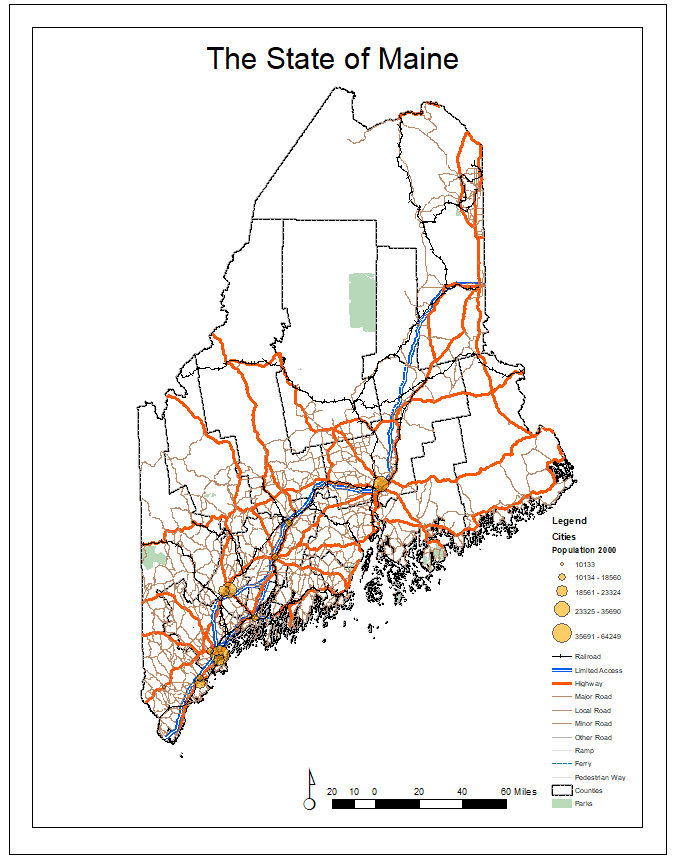 The State of Maine
Legend
Cities
Population 2000
10133
10134 - 18560
18561 - 23324
23325 - 35690
35691 - 64249
Railroad
Limited Access
Highway
Major Road
Local Road
Minor Road
Other Road
Ramp
Ferry
Pedestrian Way
Counties
Parks
20 10 0 20 40 60 Miles